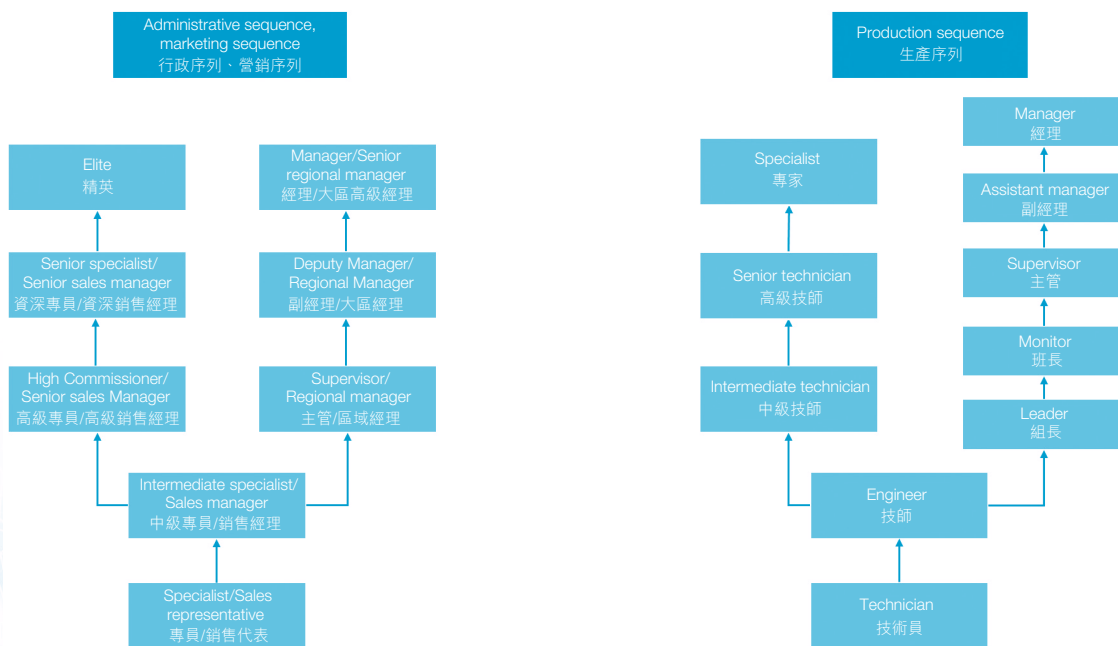 Administrative sequence,
marketing sequence
行政序列、營銷序列
Elite
精英
Senior specialist/
Senior sales manager
資深專員/資深銷售經理
High Commissioner/
Senior sales Manager
高級專員/高級銷售經理
Manager/Senior
regional manager
經理/大區高級經理
Deputy Manager/
Regional Manager
副經理/大區經理
Supervisor/
Regional manager
主管/區域經理
Intermediate specialist/
Sales manager
中級專員/銷售經理
Specialist/Sales
representative
專員/銷售代表
Production sequence
生產序列
Specialist
專家
Senior technician
高級技師
Intermediate technician
中級技師
Manager
經理
Assistant manager
副經理
Supervisor
主管
Monitor
班長
Leader
組長
Engineer
技師
Technician
技術員